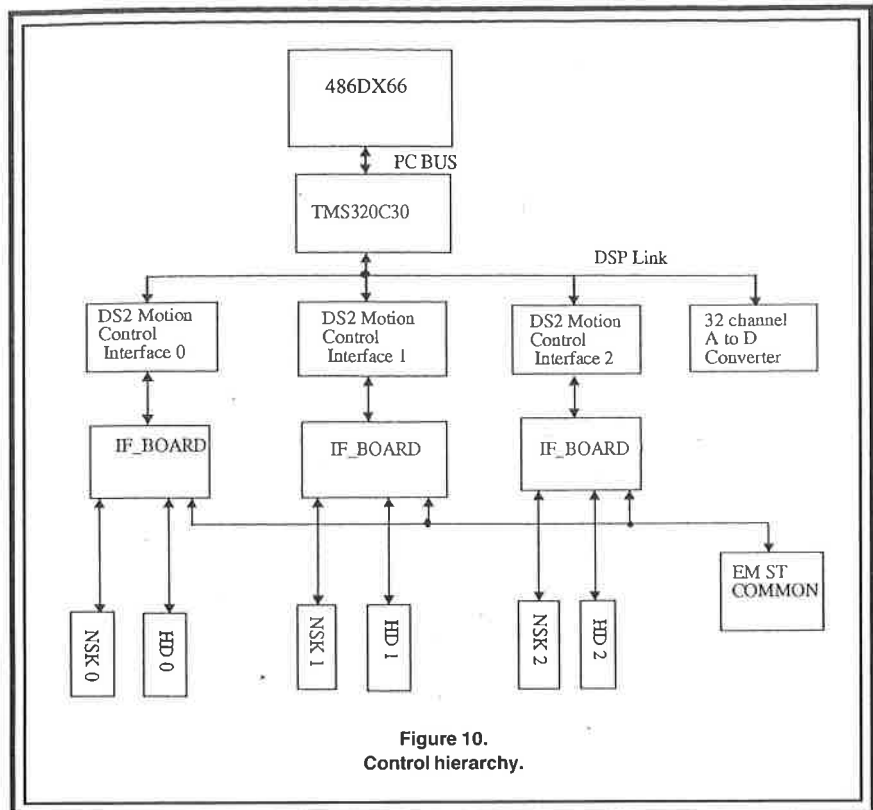 486DX66
PC BUS
TMS320C30
DSP Link
DS2 Motion
Control
Interface 0
DS2 Motion
Control
Interface 1
DS2 Motion
Control
Interface 2
32 channel
A to D
Converter
IF_BOARD
IF_BOARD
IF_BOARD
EM ST
COMMON
NSK 0
HD 0
NSK 1
HD 1
NSK 2
HD 2
Figure 10.
Control hierarchy.